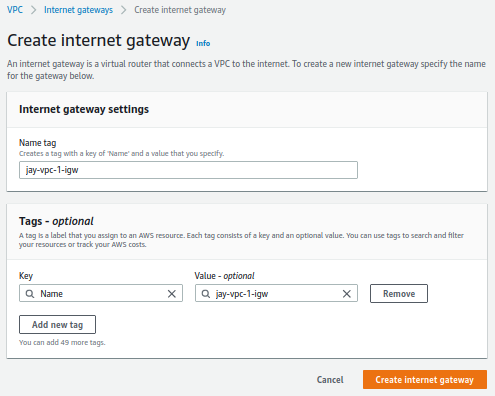 VPC > Internet gateways > Create internet gateway
Create internet gateway Info
An internet gateway is a virtual router that connects a VPC to the internet. To create a new internet gateway specify the name
for the gateway below.
Internet gateway settings
Name tag
Creates a tag with a key of 'Name' and a value that you specify.
jay-vpc-1-igw
Tags - optional
A tag is a label that you assign to an AWS resource. Each tag consists of a key and an optional value. You can use tags to search and filter
your resources or track your AWS costs.
Key Value - optional
Name jay-vpc-1-igw Remove
Add new tag
You can add 49 more tags.
Cancel Create internet gateway